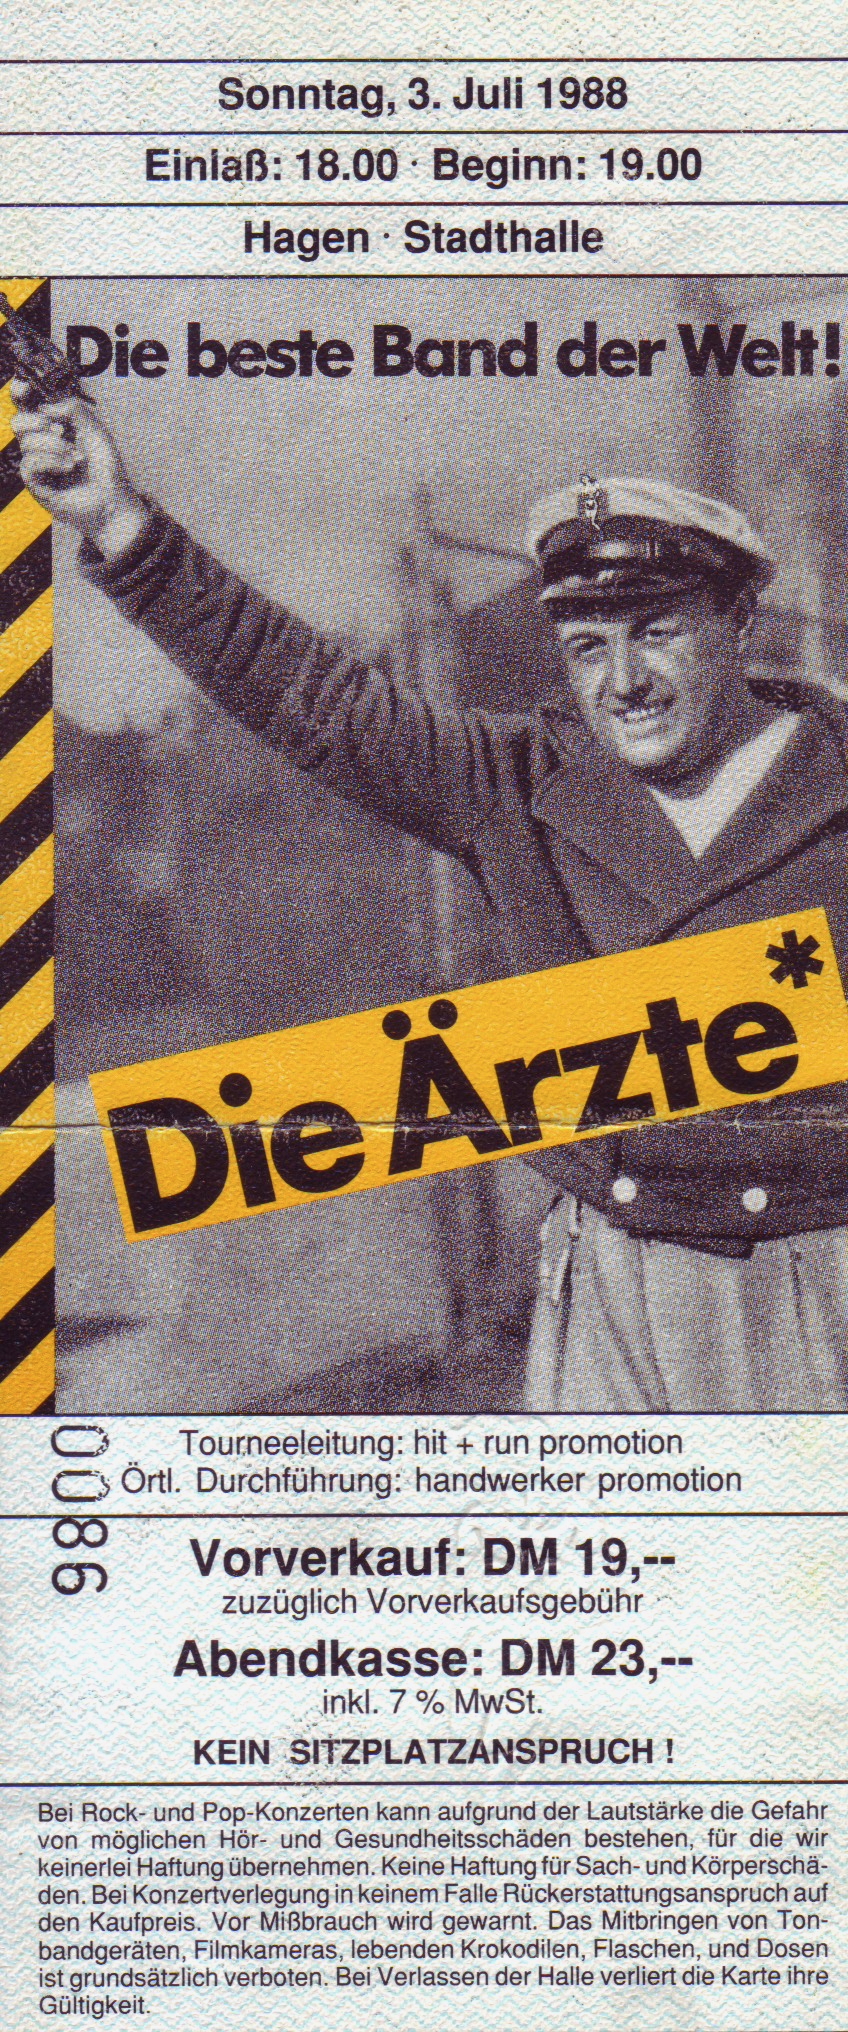 Sonntag, 3. Juli 1988
Einlaß: 18.00 · Beginn: 19.00
Hagen · Stadthalle
Die beste Band der Welt!
Die Ärzte*
Tourneeleitung: hit + run promotion
Örtl. Durchführung: handwerker promotion
0086
Vorverkauf: DM 19,--
zuzüglich Vorverkaufsgebühr
Abendkasse: DM 23,--
inkl. 7 % MwSt.
KEIN SITZPLATZANSPRUCH !
Bei Rock- und Pop-Konzerten kann aufgrund der Lautstärke die Gefahr
von möglichen Hör- und Gesundheitsschäden bestehen, für die wir
keinerlei Haftung übernehmen. Keine Haftung für Sach- und Körperschä-
den. Bei Konzertverlegung in keinem Falle Rückerstattungsanspruch auf
den Kaufpreis. Vor Mißbrauch wird gewarnt. Das Mitbringen von Ton-
bandgeräten, Filmkameras, lebenden Krokodilen, Flaschen, und Dosen
ist grundsätzlich verboten. Bei Verlassen der Halle verliert die Karte ihre
Gültigkeit.